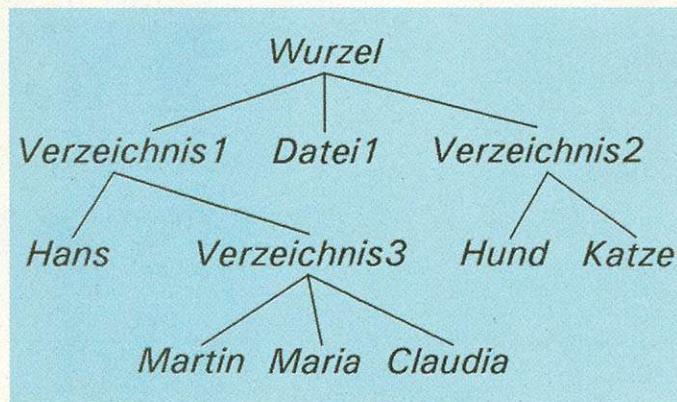 Wurzel
Verzeichnis1 Datei1 Verzeichnis2
Hans Verzeichnis3 Hund Katze
Martin Maria Claudia